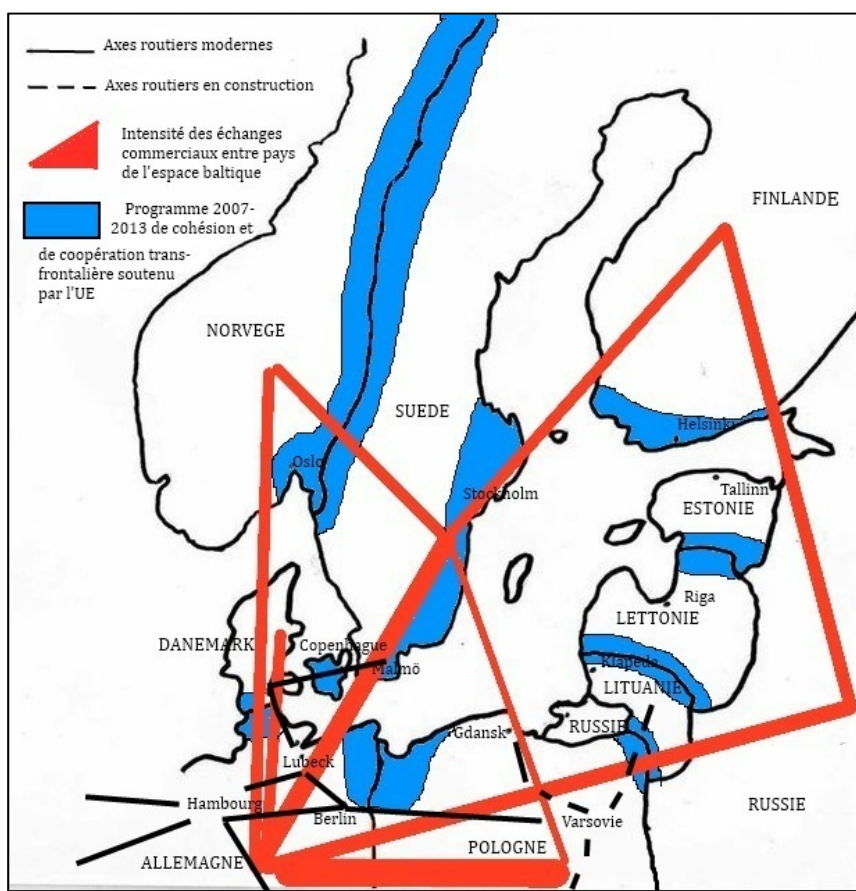 Axes routiers modernes
Axes routiers en construction
Intensité des échanges
commerciaux entre pays
de l'espace baltique
Programme 2007-
2013 de cohésion et
de coopération trans-
frontalière soutenu
par l'UE
FINLANDE
NORVEGE
SUEDE
Helsinki
Oslo
Stockholm
Tallinn
ESTONIE
Riga
LETTONIE
DANEMARK
Copenhague
Malmö
Klapeda
LITUANIE
Gdansk
RUSSIE
Lubeck
Hambourg
Berlin
Varsovie
RUSSIE
POLOGNE
ALLEMAGNE